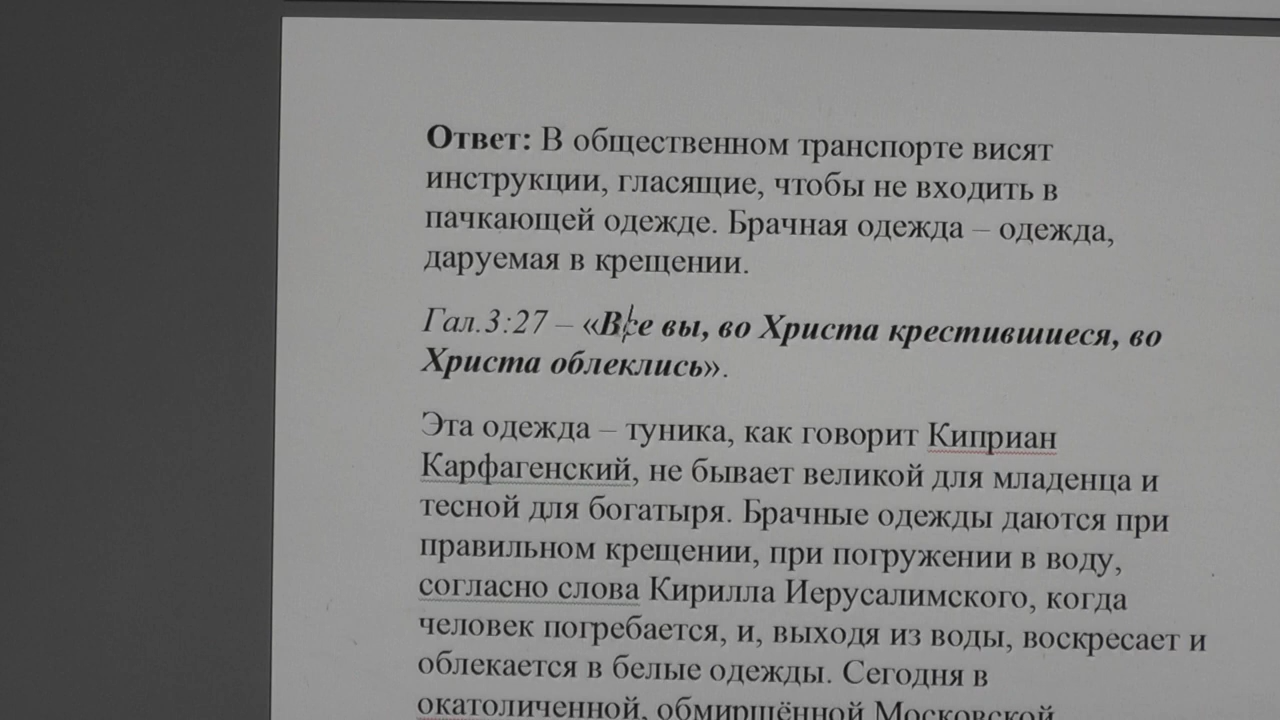 Ответ: В общественном транспорте висят
инструкции, гласящие, чтобы не входить в
пачкающей одежде. Брачная одежда – одежда,
даруемая в крещении.
Гал.3:27 – «Все вы, во Христа крестившиеся, во
Христа облеклись».
Эта одежда – туника, как говорит Киприан
Карфагенский, не бывает великой для младенца и
тесной для богатыря. Брачные одежды даются при
правильном крещении, при погружении в воду,
согласно слова Кирилла Иерусалимского, когда
человек погребается, и, выходя из воды, воскресает и
облекается в белые одежды. Сегодня в
окатоличенной, обмирщённой Московской